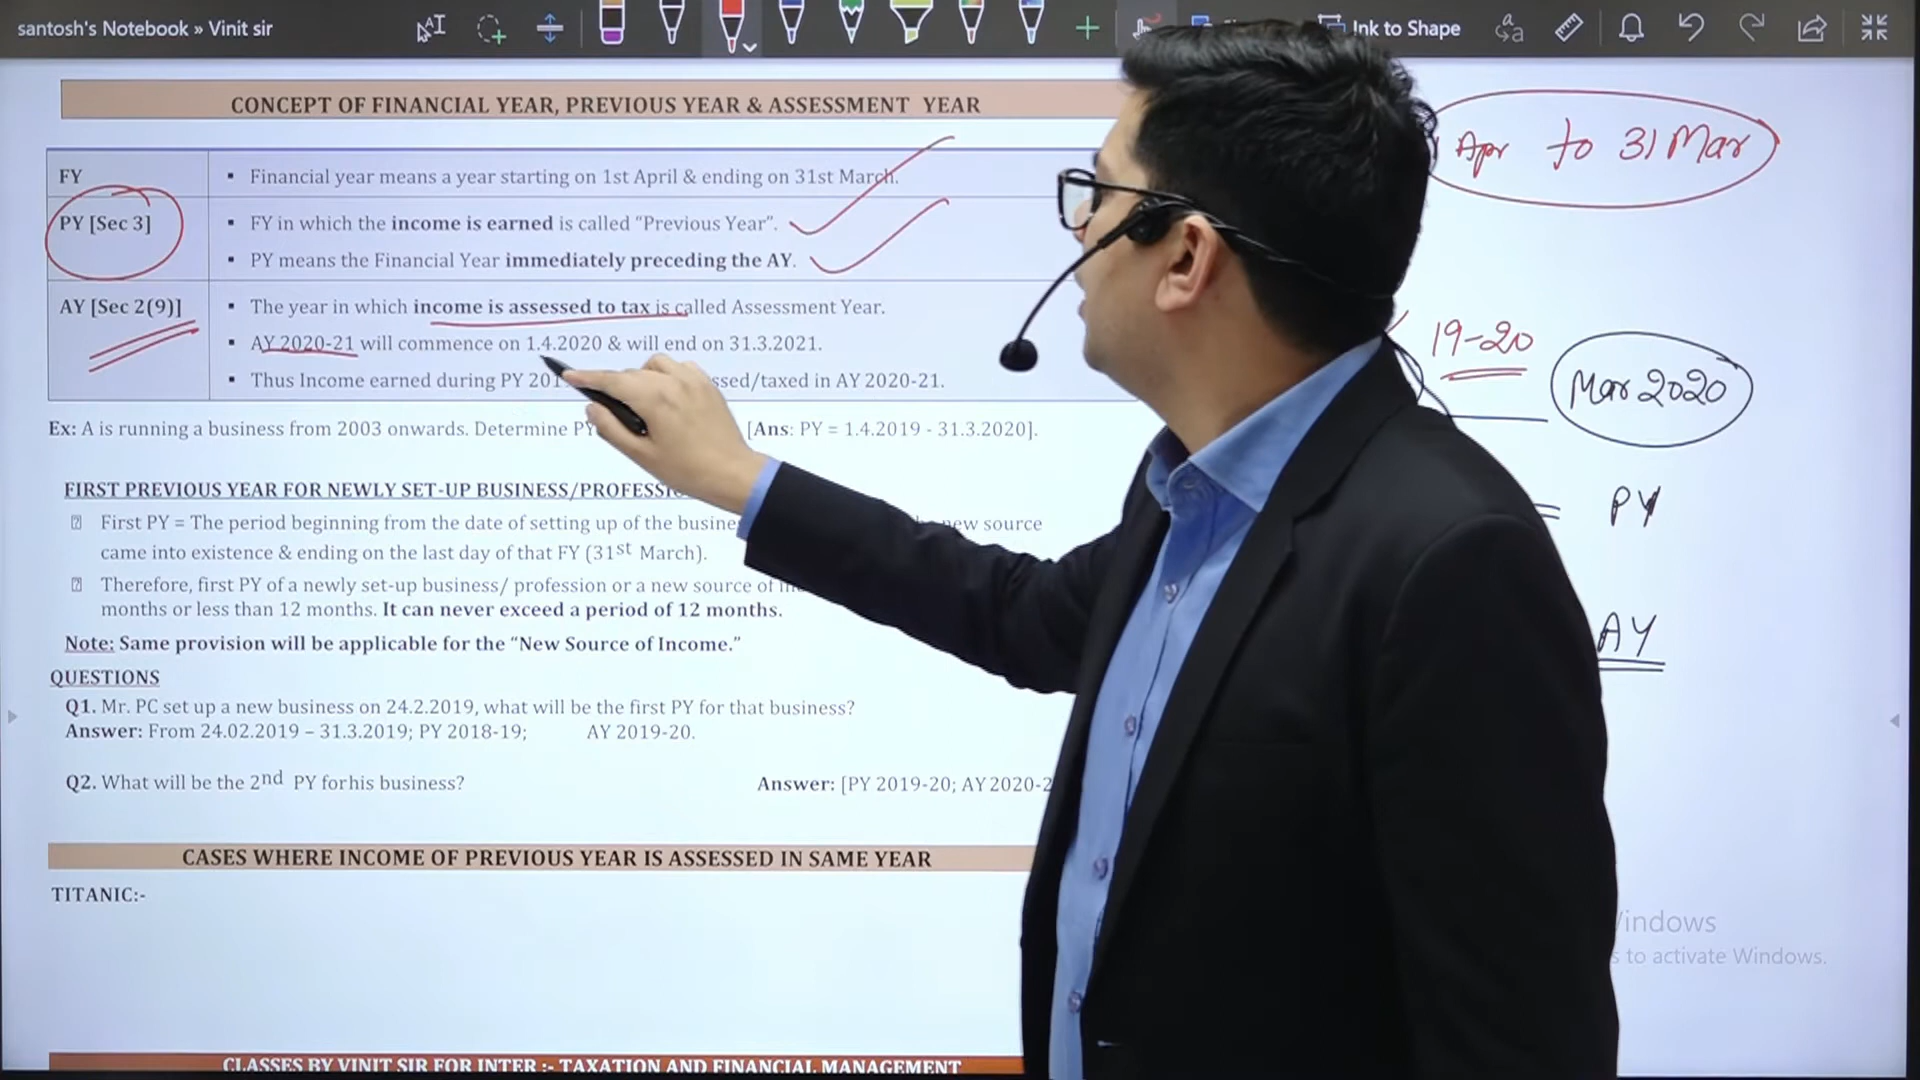 santosh's Notebook » Vinit sir
Ink to Shape
CONCEPT OF FINANCIAL YEAR, PREVIOUS YEAR & ASSESSMENT YEAR
Apr to 31 Mar
FY
▪ Financial year means a year starting on 1st April & ending on 31st March.
PY [Sec 3]
▪ FY in which the income is earned is called “Previous Year”.
▪ PY means the Financial Year immediately preceding the AY.
AY [Sec 2(9)]
▪ The year in which income is assessed to tax is called Assessment Year.
▪ AY 2020-21 will commence on 1.4.2020 & will end on 31.3.2021.
▪ Thus Income earned during PY 201 ssed/taxed in AY 2020-21.
19-20
Mar 2020
Ex: A is running a business from 2003 onwards. Determine PY [Ans: PY = 1.4.2019 - 31.3.2020].
= PY
FIRST PREVIOUS YEAR FOR NEWLY SET-UP BUSINESS/PROFESSI
First PY = The period beginning from the date of setting up of the busine new source
came into existence & ending on the last day of that FY (31st March).
Therefore, first PY of a newly set-up business/ profession or a new source of
months or less than 12 months. It can never exceed a period of 12 months.
AY
Note: Same provision will be applicable for the “New Source of Income.”
QUESTIONS
Q1. Mr. PC set up a new business on 24.2.2019, what will be the first PY for that business?
Answer: From 24.02.2019 – 31.3.2019; PY 2018-19; AY 2019-20.
Q2. What will be the 2nd PY forhis business? Answer: [PY 2019-20; AY 2020-2
CASES WHERE INCOME OF PREVIOUS YEAR IS ASSESSED IN SAME YEAR
TITANIC:-
indows
s to activate Windows.
CLASSES BY VINIT SIR FOR INTER :- TAXATION AND FINANCIAL MANAGEMENT